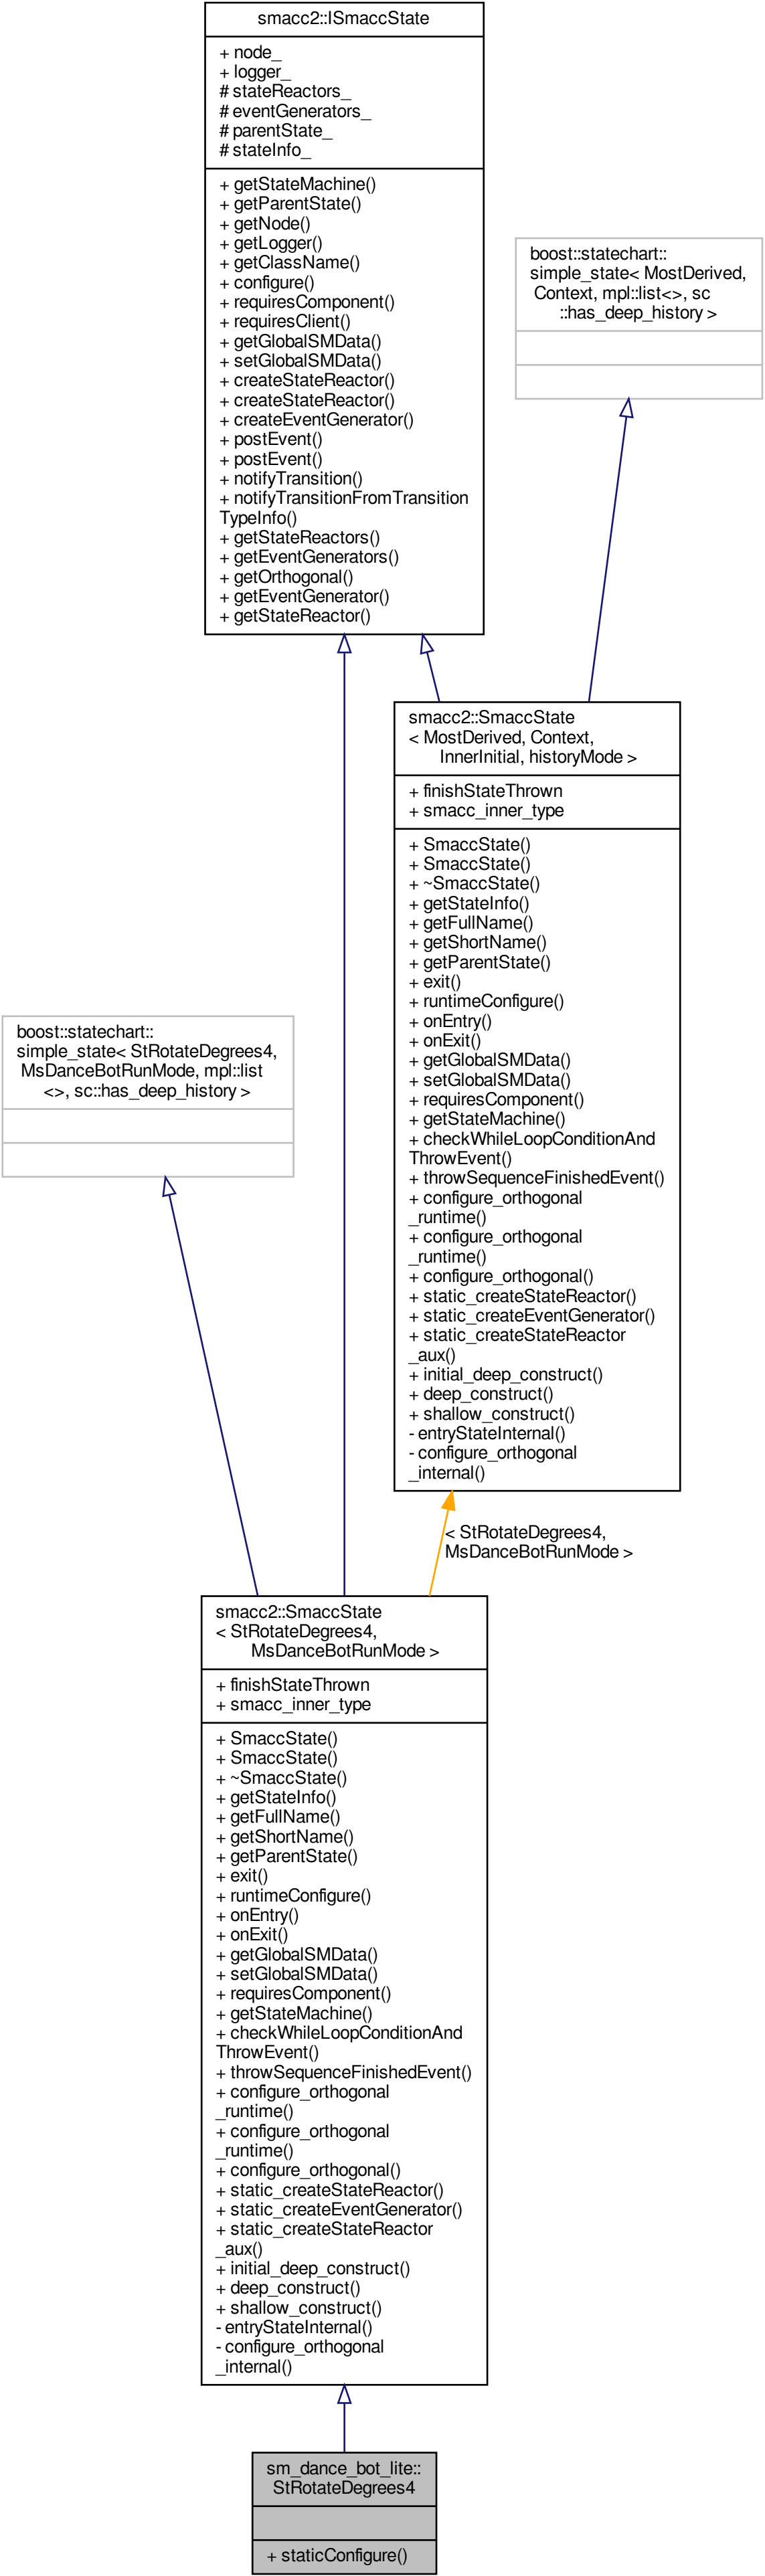 smacc2::ISmaccState
+ node_
+ logger_
# stateReactors_
# eventGenerators_
# parentState_
# stateInfo_
+ getStateMachine()
+ getParentState()
+ getNode()
+ getLogger()
+ getClassName()
+ configure()
+ requiresComponent()
+ requiresClient()
+ getGlobalSMData()
+ setGlobalSMData()
+ createStateReactor()
+ createStateReactor()
+ createEventGenerator()
+ postEvent()
+ postEvent()
+ notifyTransition()
+ notifyTransitionFromTransition
TypeInfo()
+ getStateReactors()
+ getEventGenerators()
+ getOrthogonal()
+ getEventGenerator()
+ getStateReactor()
boost::statechart::
simple_state< MostDerived,
Context, mpl::list<>, sc
::has_deep_history >
smacc2::SmaccState
< MostDerived, Context,
InnerInitial, historyMode >
+ finishStateThrown
+ smacc_inner_type
+ SmaccState()
+ SmaccState()
+ ~SmaccState()
+ getStateInfo()
+ getFullName()
+ getShortName()
+ getParentState()
+ exit()
+ runtimeConfigure()
+ onEntry()
+ onExit()
+ getGlobalSMData()
+ setGlobalSMData()
+ requiresComponent()
+ getStateMachine()
+ checkWhileLoopConditionAnd
ThrowEvent()
+ throwSequenceFinishedEvent()
+ configure_orthogonal
_runtime()
+ configure_orthogonal
_runtime()
+ configure_orthogonal()
+ static_createStateReactor()
+ static_createEventGenerator()
+ static_createStateReactor
_aux()
+ initial_deep_construct()
+ deep_construct()
+ shallow_construct()
- entryStateInternal()
- configure_orthogonal
_internal()
boost::statechart::
simple_state< StRotateDegrees4,
MsDanceBotRunMode, mpl::list
<>, sc::has_deep_history >
< StRotateDegrees4,
MsDanceBotRunMode >
smacc2::SmaccState
< StRotateDegrees4,
MsDanceBotRunMode >
+ finishStateThrown
+ smacc_inner_type
+ SmaccState()
+ SmaccState()
+ ~SmaccState()
+ getStateInfo()
+ getFullName()
+ getShortName()
+ getParentState()
+ exit()
+ runtimeConfigure()
+ onEntry()
+ onExit()
+ getGlobalSMData()
+ setGlobalSMData()
+ requiresComponent()
+ getStateMachine()
+ checkWhileLoopConditionAnd
ThrowEvent()
+ throwSequenceFinishedEvent()
+ configure_orthogonal
_runtime()
+ configure_orthogonal
_runtime()
+ configure_orthogonal()
+ static_createStateReactor()
+ static_createEventGenerator()
+ static_createStateReactor
_aux()
+ initial_deep_construct()
+ deep_construct()
+ shallow_construct()
- entryStateInternal()
- configure_orthogonal
_internal()
sm_dance_bot_lite::
StRotateDegrees4
+ staticConfigure()